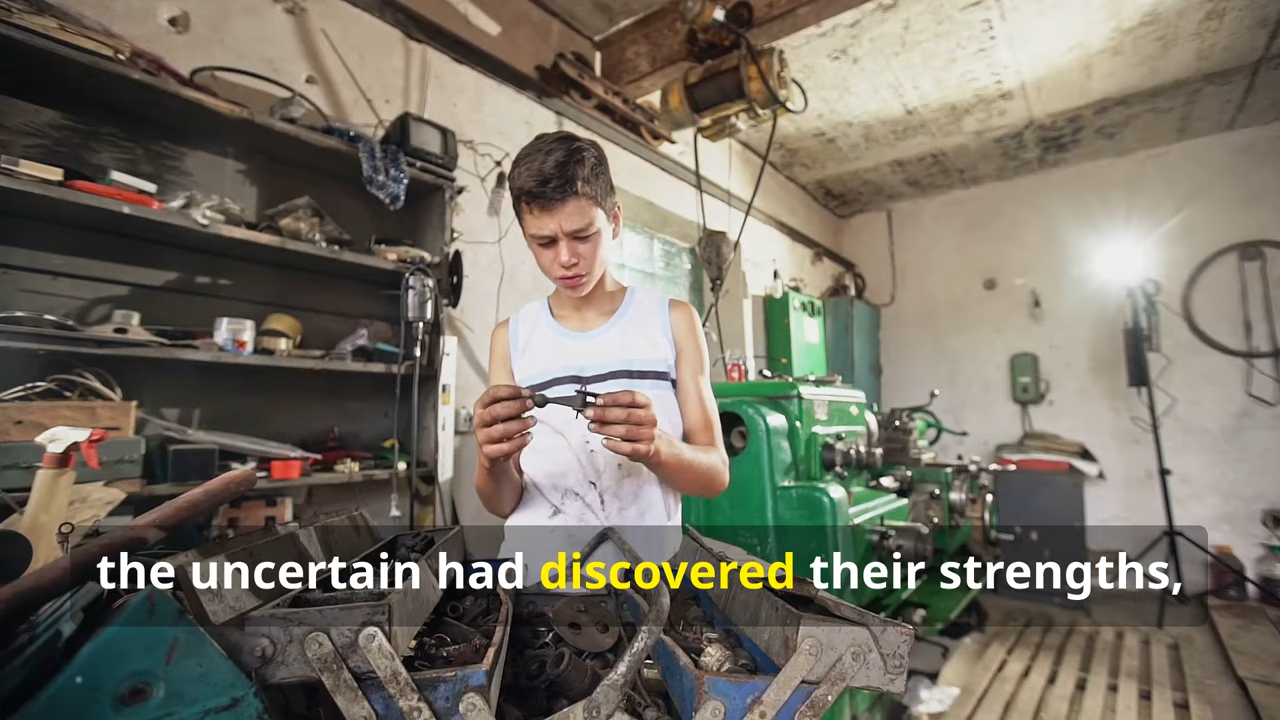 the uncertain had discovered their strengths,